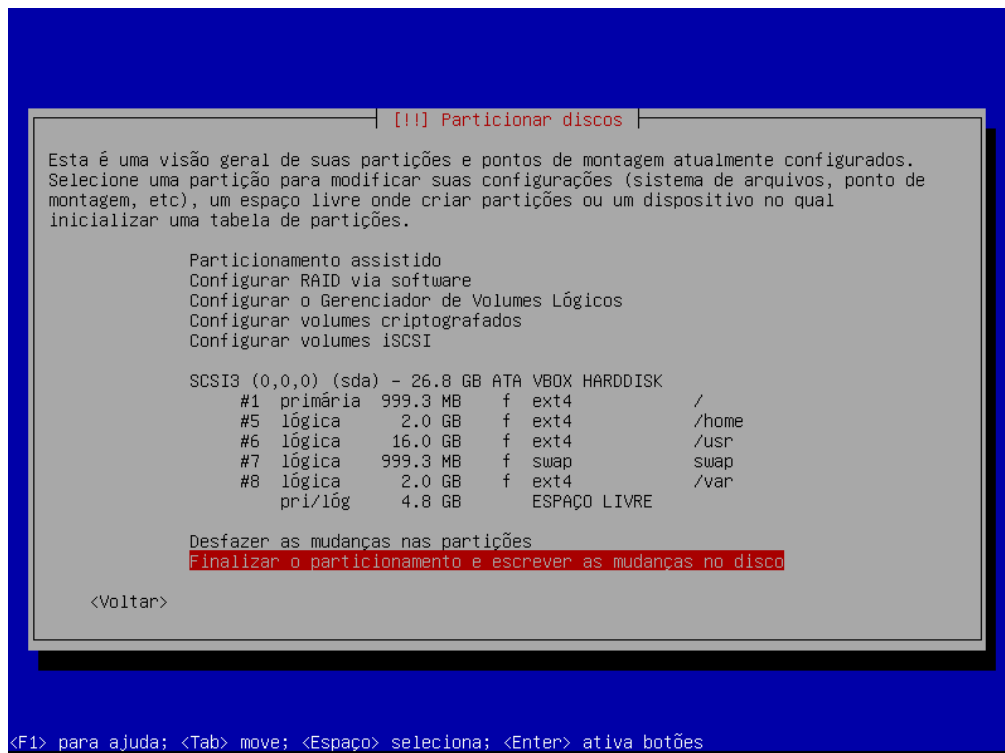 [!!] Particionar discos
Esta é uma visão geral de suas partições e pontos de montagem atualmente configurados.
Selecione uma partição para modificar suas configurações (sistema de arquivos, ponto de
montagem, etc), um espaço livre onde criar partições ou um dispositivo no qual
inicializar uma tabela de partições.
Particionamento assistido
Configurar RAID via software
Configurar o Gerenciador de Volumes Lógicos
Configurar volumes criptografados
Configurar volumes iSCSI
SCSI3 (0,0,0) (sda) - 26.8 GB ATA VBOX HARDDISK
#1 primária 999.3 MB f ext4 /
#5 lógica 2.0 GB f ext4 /home
#6 lógica 16.0 GB f ext4 /usr
#7 lógica 999.3 MB f swap swap
#8 lógica 2.0 GB f ext4 /var
pri/lóg 4.8 GB ESPAÇO LIVRE
Desfazer as mudanças nas partições
Finalizar o particionamento e escrever as mudanças no disco
<Voltar>
<F1> para ajuda; <Tab> move; <Espaço> seleciona; <Enter> ativa botões